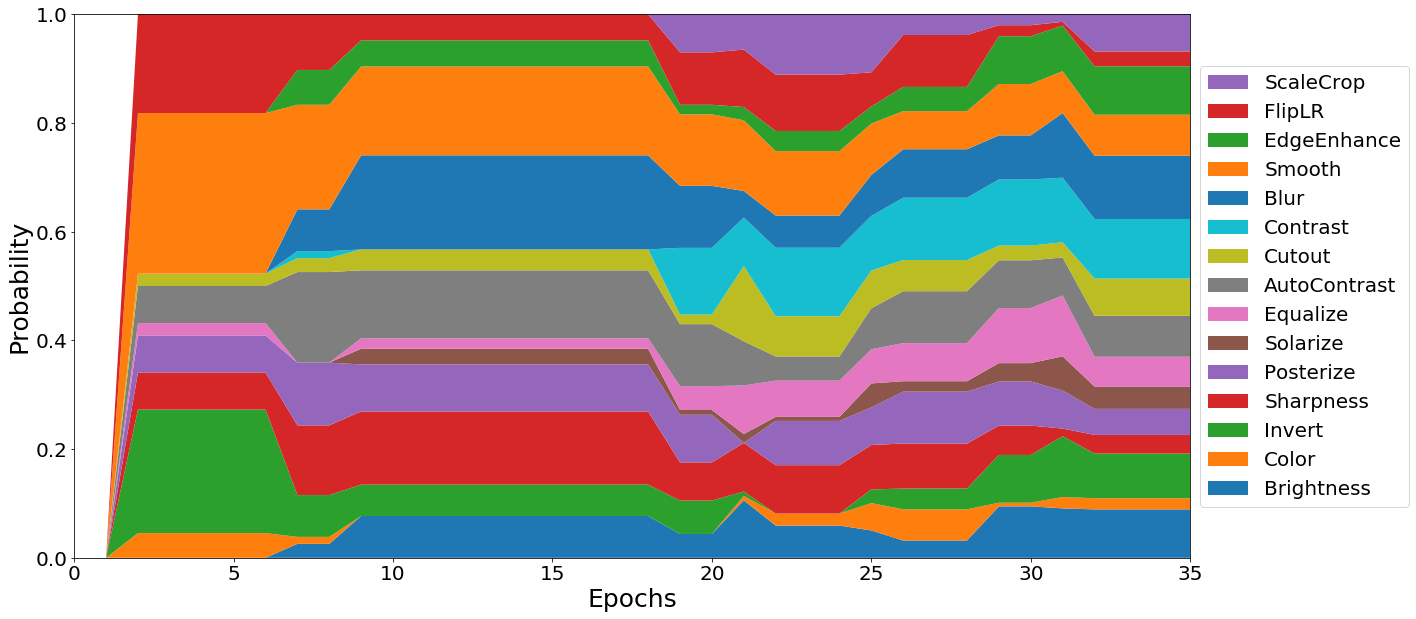 1.0
0.8
0.6
0.4
0.2
0.0
Probability
0 5 10 15 20 25 30 35
Epochs
ScaleCrop
FlipLR
EdgeEnhance
Smooth
Blur
Contrast
Cutout
AutoContrast
Equalize
Solarize
Posterize
Sharpness
Invert
Color
Brightness